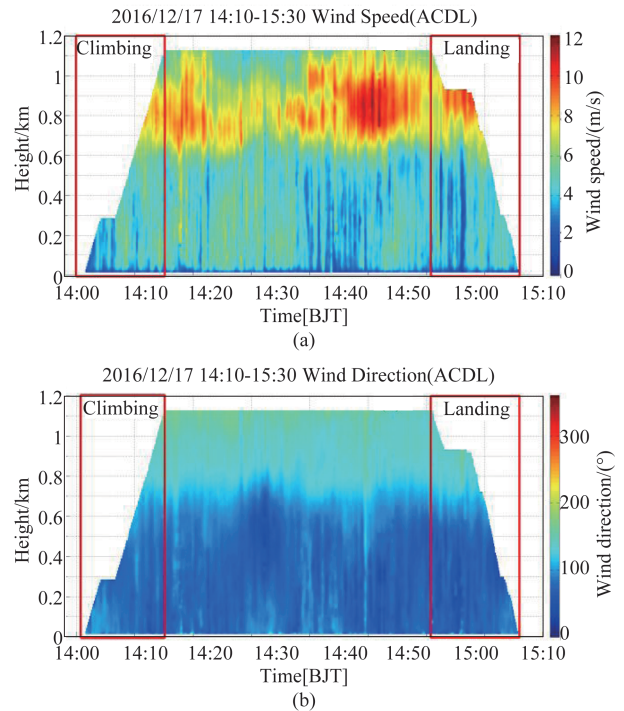 2016/12/17 14:10-15:30 Wind Speed(ACDL)
Climbing
Landing
1.2
1
0.8
0.6
0.4
0.2
0
Height/km
14:00 14:10 14:20 14:30 14:40 14:50 15:00 15:10
Time[BJT]
12
10
8
6
4
2
0
Wind speed/(m/s)
(a)
2016/12/17 14:10-15:30 Wind Direction(ACDL)
Climbing
Landing
1.2
1
0.8
0.6
0.4
0.2
0
Height/km
14:00 14:10 14:20 14:30 14:40 14:50 15:00 15:10
Time[BJT]
300
200
100
0
Wind direction/(°)
(b)